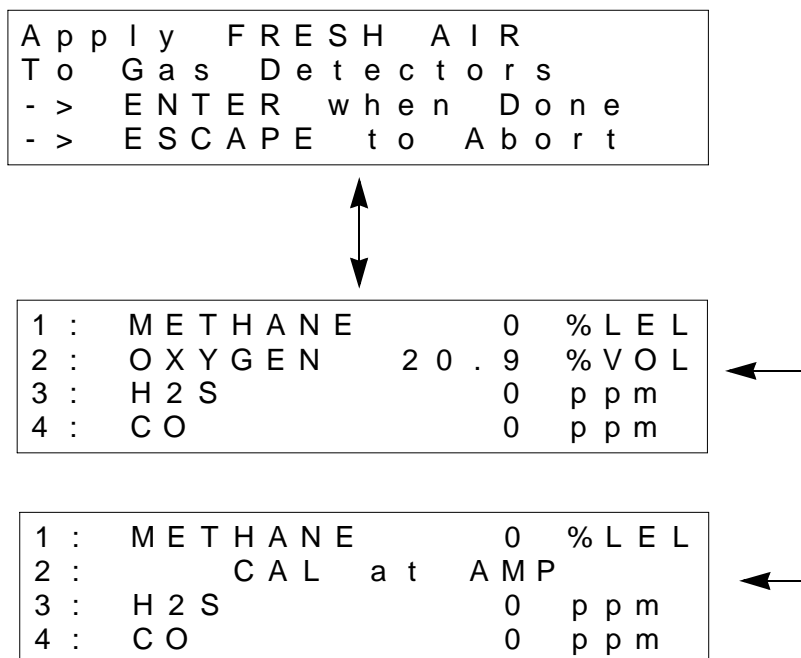 Apply FRESH AIR
To Gas Detectors
-> ENTER when Done
-> ESCAPE to Abort
1: METHANE 0 %LEL
2: OXYGEN 20.9 %VOL
3: H2S 0 ppm
4: CO 0 ppm
1: METHANE 0 %LEL
2: CAL at AMP
3: H2S 0 ppm
4: CO 0 ppm